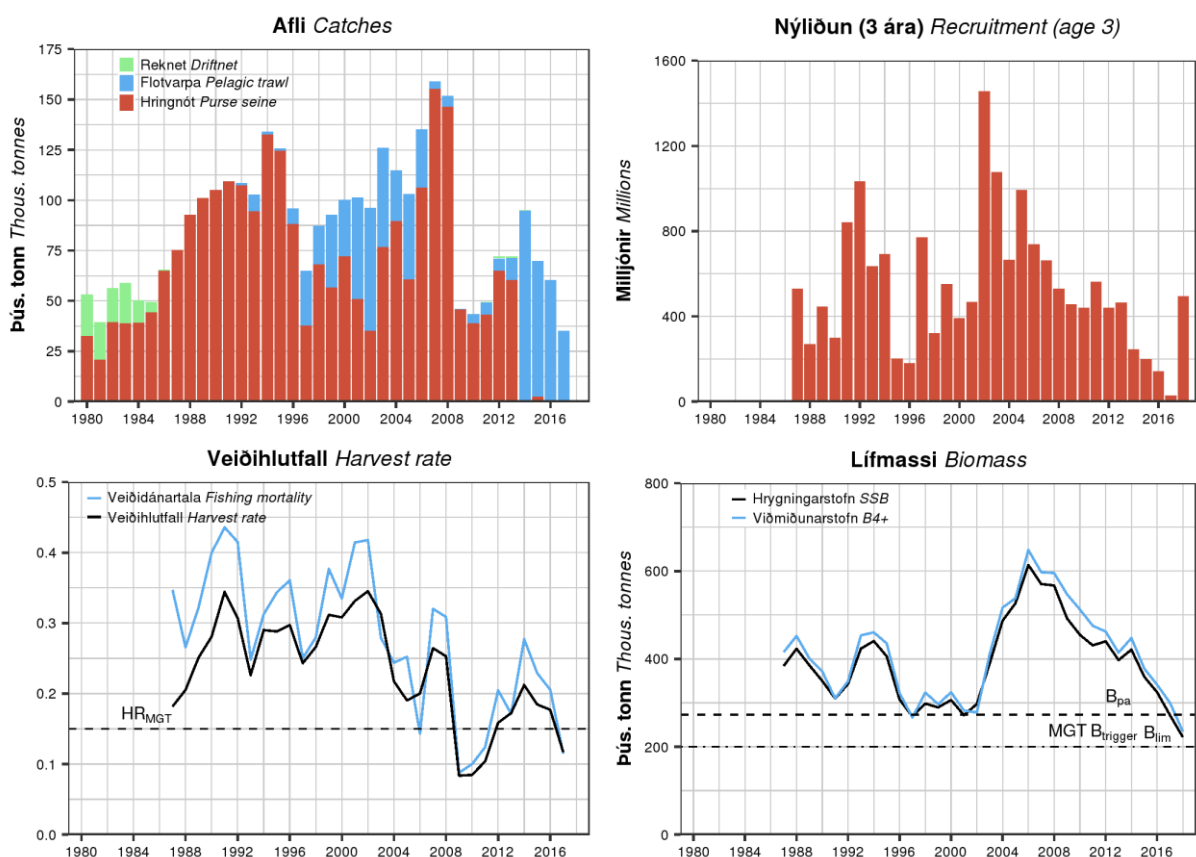 Afli Catches
Þús. tonn Thous. tonnes
175
150
125
100
75
50
25
0
Reknet Driftnet
Flotvarpa Pelagic trawl
Hringnót Purse seine
1980 1984 1988 1992 1996 2000 2004 2008 2012 2016
Nýliðun (3 ára) Recruitment (age 3)
Milljónir Millions
1600
1200
800
400
0
1980 1984 1988 1992 1996 2000 2004 2008 2012 2016
Veiðihlutfall Harvest rate
0.5
0.4
0.3
0.2
0.1
0.0
Veiðidánartala Fishing mortality
Veiðihlutfall Harvest rate
HRMGT
1980 1984 1988 1992 1996 2000 2004 2008 2012 2016
Lífmassi Biomass
Þús. tonn Thous. tonnes
800
600
400
200
0
Hrygningarstofn SSB
Viðmiðunarstofn B4+
Bpa
MGT Btrigger Blim
1980 1984 1988 1992 1996 2000 2004 2008 2012 2016